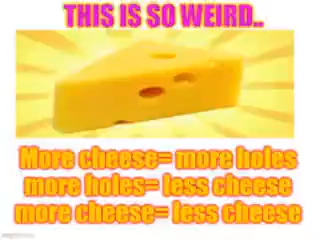 THIS IS SO WEIRD..
More cheese= more holes
more holes= less cheese
more cheese= less cheese